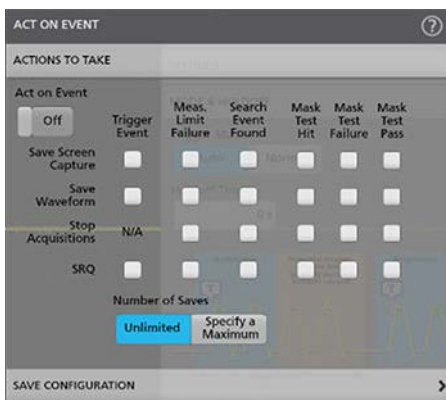 ACT ON EVENT
?
ACTIONS TO TAKE
Act on Event
Off
Trigger Event
Meas. Limit Failure
Search Event Found
Mask Test Hit
Mask Test Failure
Mask Test Pass
Save Screen Capture
Save Waveform
Stop Acquisitions
N/A
SRQ
Number of Saves
Unlimited
Specify a Maximum
SAVE CONFIGURATION